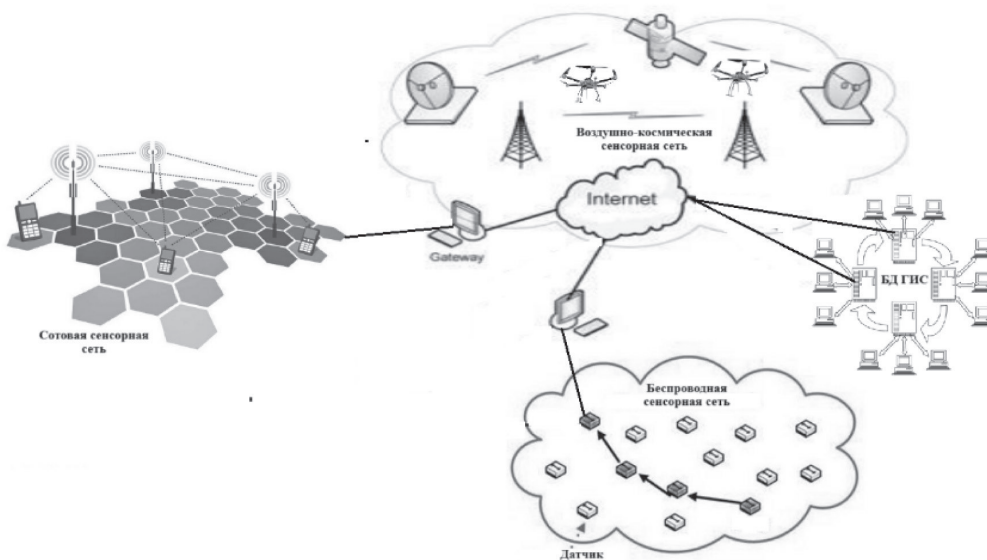 Воздушно-космическая
сенсорная сеть
Internet
Gateway
БД ГИС
Сотовая сенсорная
сеть
Беспроводная
сенсорная сеть
Датчик